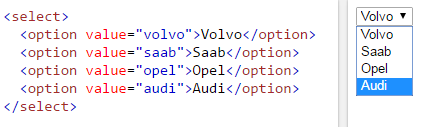 <select>
  <option value="volvo">Volvo</option>
  <option value="saab">Saab</option>
  <option value="opel">Opel</option>
  <option value="audi">Audi</option>
</select>
Volvo
Volvo
Saab
Opel
Audi